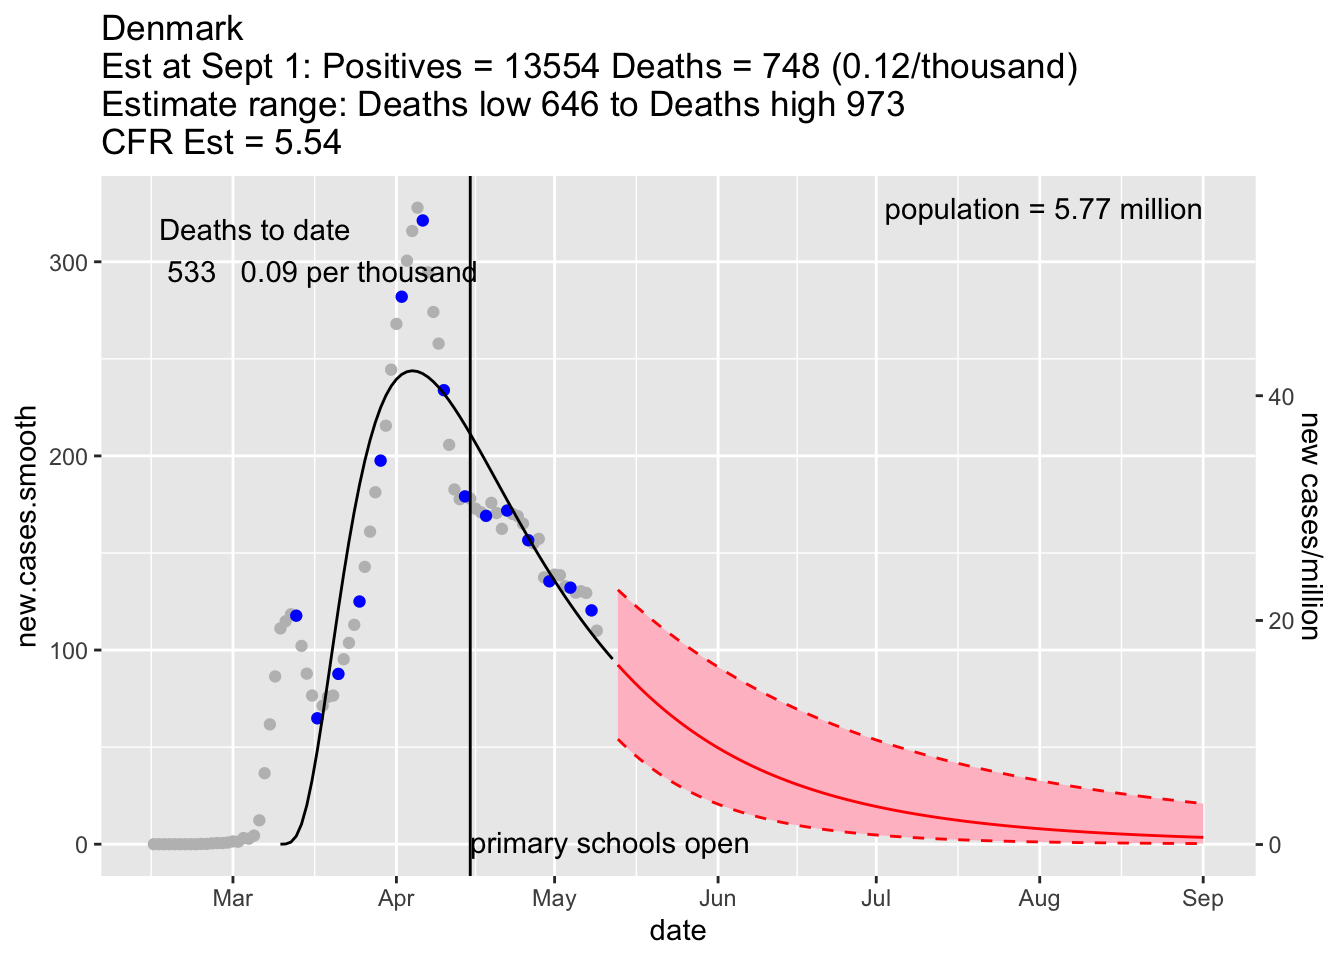 Denmark
Est at Sept 1: Positives = 13554 Deaths = 748 (0.12/thousand)
Estimate range: Deaths low 646 to Deaths high 973
CFR Est = 5.54
population = 5.77 million
Deaths to date
533 0.09 per thousand
300
200
100
0
new.cases.smooth
40
20
0
new cases/million
primary schools open
Mar Apr May Jun Jul Aug Sep
date